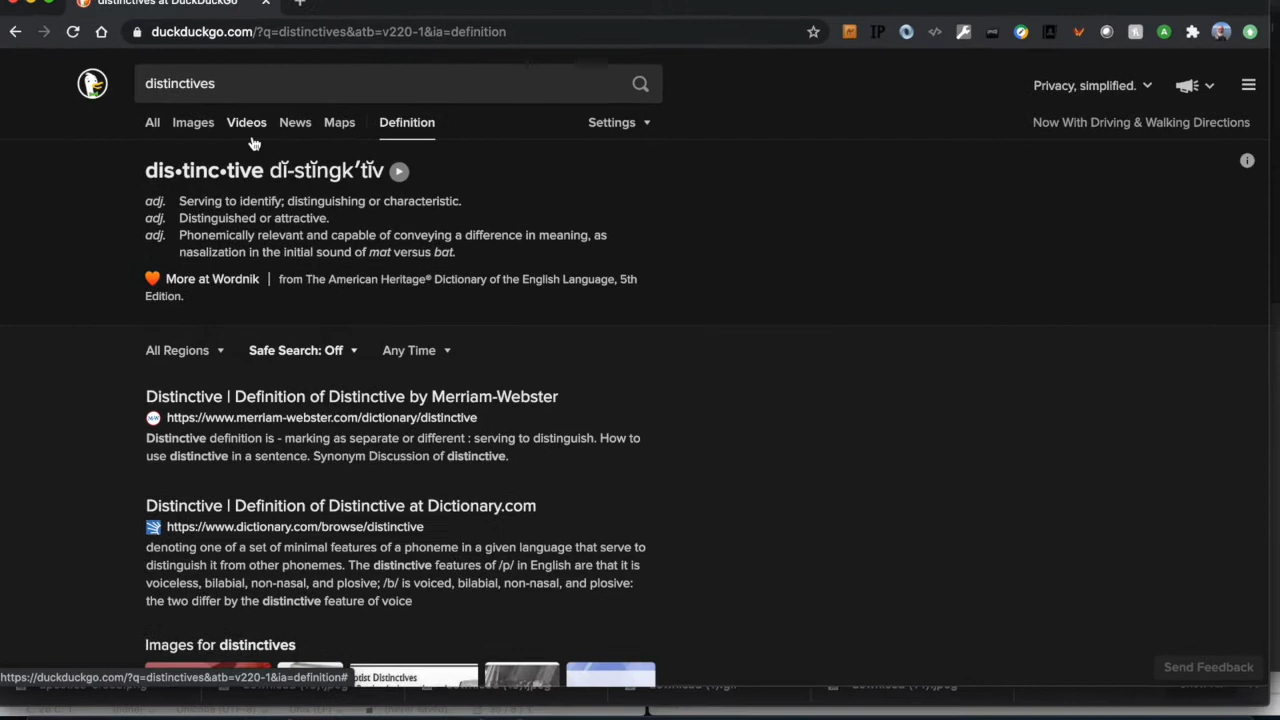 distinctives at DuckDuckGo
duckduckgo.com/?q=distinctives&atb=v220-1&ia=definition
distinctives
Privacy, simplified.
All Images Videos News Maps Definition Settings
Now With Driving & Walking Directions
dis•tinc•tive dĭ-stĭngk′tĭv
adj. Serving to identify; distinguishing or characteristic.
adj. Distinguished or attractive.
adj. Phonemically relevant and capable of conveying a difference in meaning, as
nasalization in the initial sound of mat versus bat.
More at Wordnik | from The American Heritage® Dictionary of the English Language, 5th
Edition.
All Regions Safe Search: Off Any Time
Distinctive | Definition of Distinctive by Merriam-Webster
https://www.merriam-webster.com/dictionary/distinctive
Distinctive definition is - marking as separate or different : serving to distinguish. How to
use distinctive in a sentence. Synonym Discussion of distinctive.
Distinctive | Definition of Distinctive at Dictionary.com
https://www.dictionary.com/browse/distinctive
denoting one of a set of minimal features of a phoneme in a given language that serve to
distinguish it from other phonemes. The distinctive features of /p/ in English are that it is
voiceless, bilabial, non-nasal, and plosive; /b/ is voiced, bilabial, non-nasal, and plosive:
the two differ by the distinctive feature of voice
Images for distinctives
Send Feedback
Distinctives
https://duckduckgo.com/?q=distinctives&atb=v220-1&ia=definition#